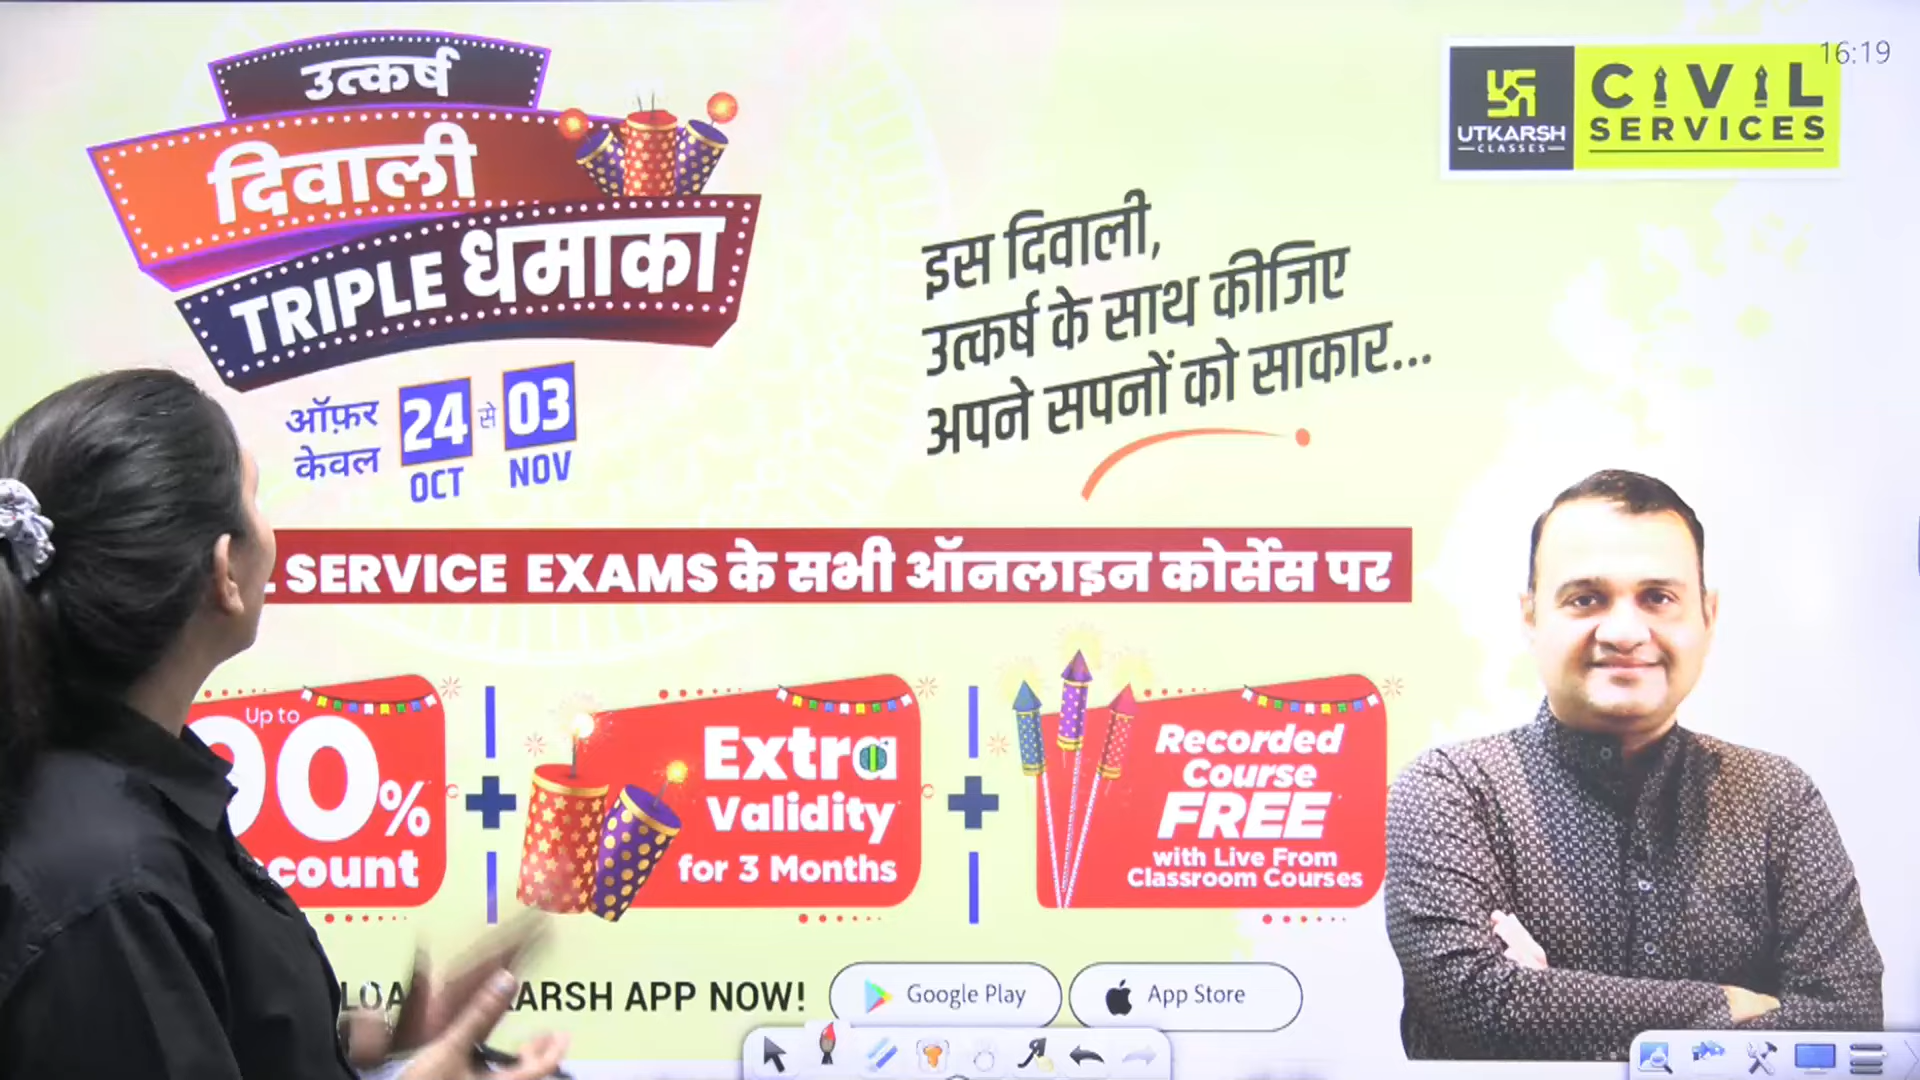 उत्कर्ष
दिवाली
TRIPLE धमाका
ऑफ़र केवल
24 OCT से 03 NOV
16:19
UTKARSH
CLASSES
CIVIL
SERVICES
इस दिवाली,
उत्कर्ष के साथ कीजिए
अपने सपनों को साकार...
SERVICE EXAMS के सभी ऑनलाइन कोर्सेस पर
Up to
90%
count
Extra
Validity
for 3 Months
Recorded
Course
FREE
with Live From
Classroom Courses
ARSH APP NOW!
Google Play
App Store